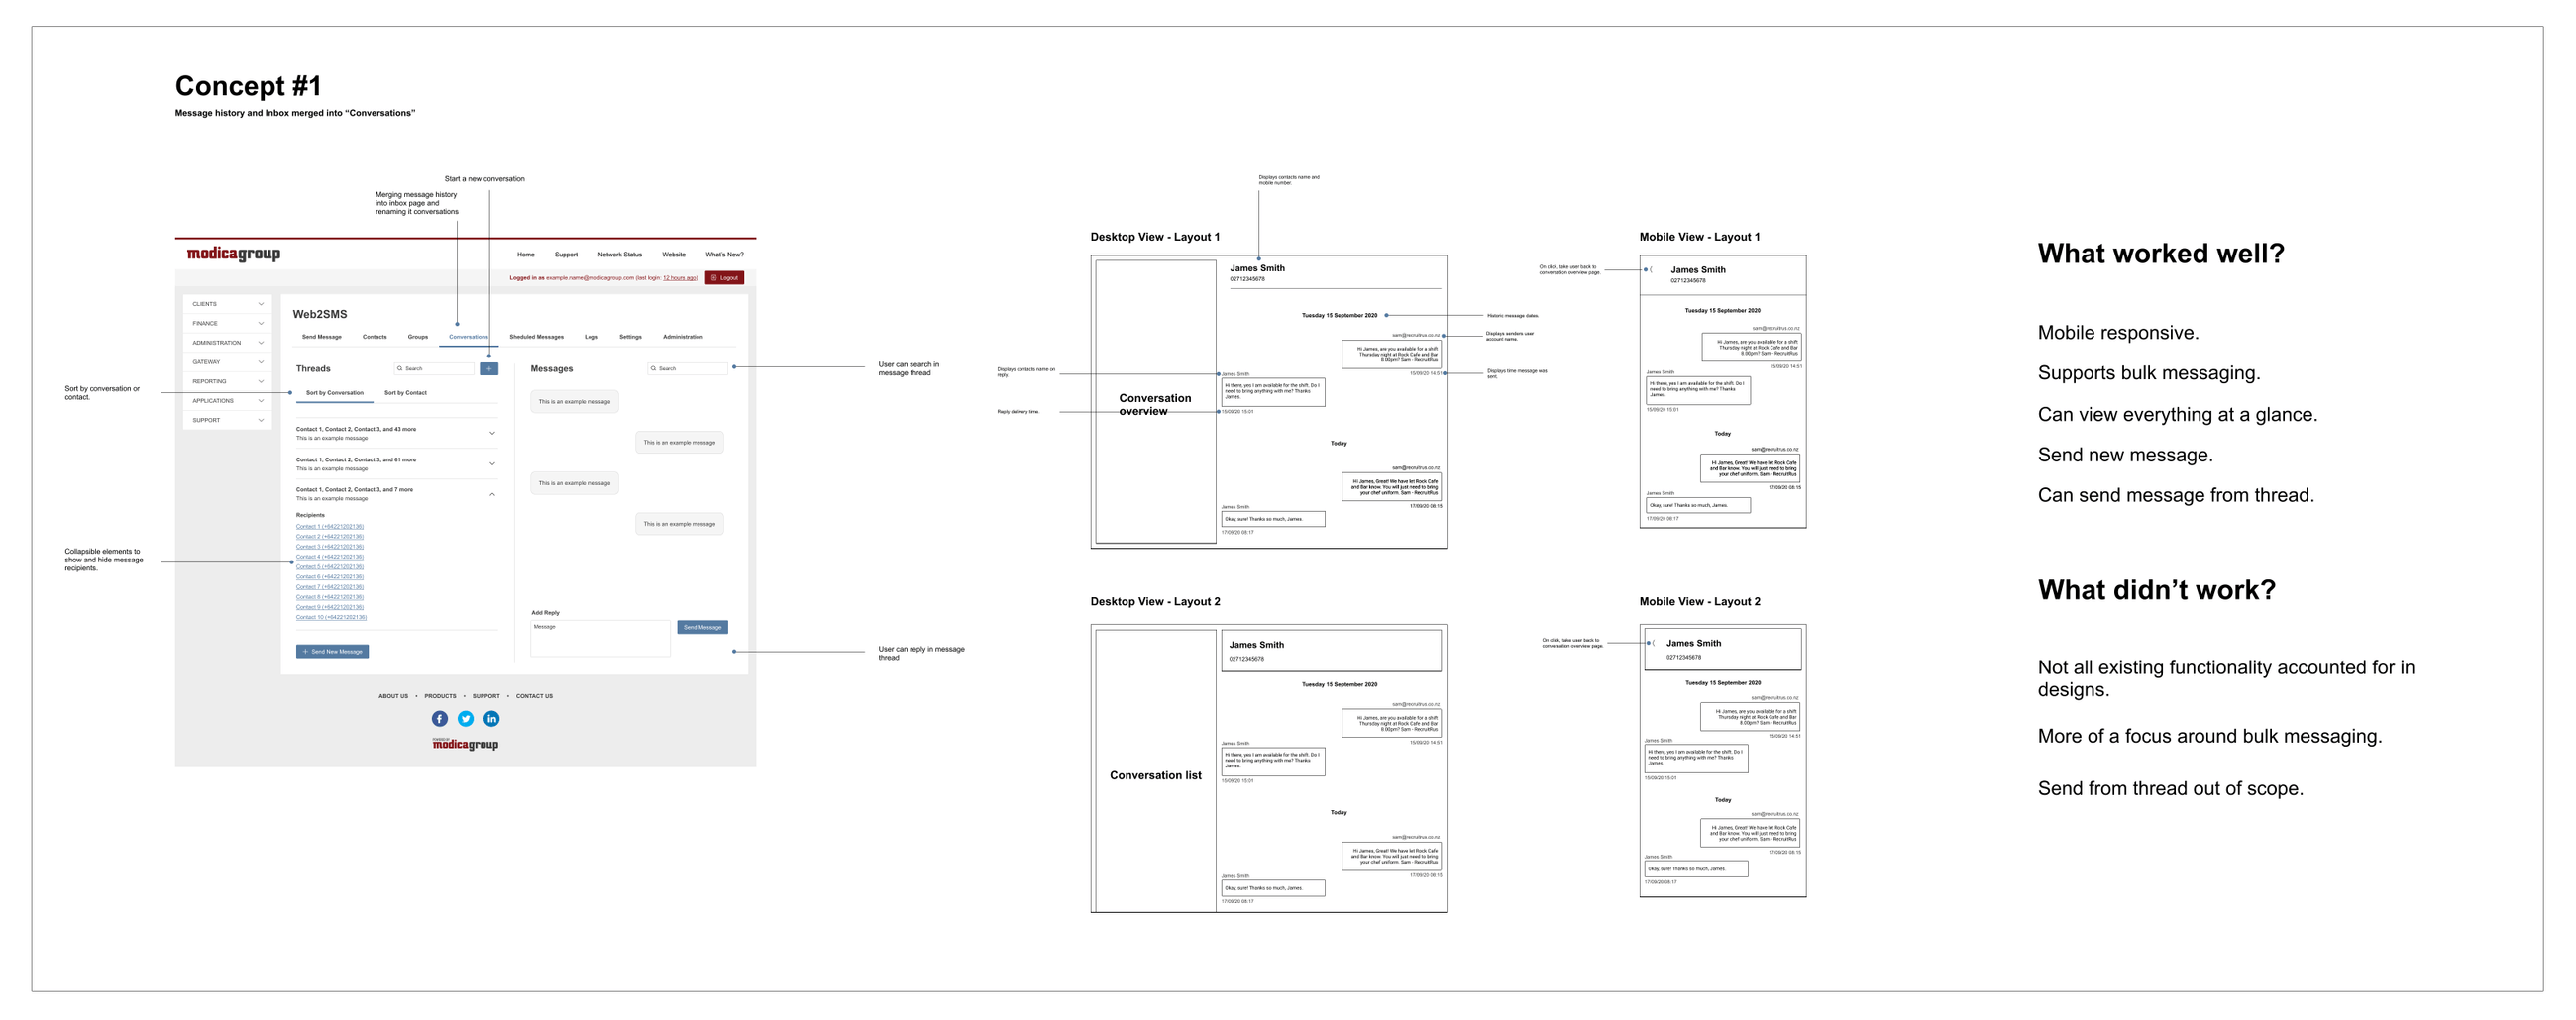 Concept #1
Message history and Inbox merged into “Conversations”
Start a new conversation
Merging message history
into inbox page and
renaming it conversations
modicagroup
Home
Support
Network Status
Website
What's New?
Logged in as example.name@modicagroup.com (last login: 12 hours ago)
Logout
CLIENTS
FINANCE
ADMINISTRATION
GATEWAY
REPORTING
APPLICATIONS
SUPPORT
Web2SMS
Send Message
Contacts
Groups
Conversations
Sheduled Messages
Logs
Settings
Administration
Threads
Search
Sort by Conversation
Sort by Contact
Contact 1, Contact 2, Contact 3, and 43 more
This is an example message
Contact 1, Contact 2, Contact 3, and 61 more
This is an example message
Contact 1, Contact 2, Contact 3, and 7 more
This is an example message
Recipients
Contact 1 (+64221202136)
Contact 2 (+64221202136)
Contact 3 (+64221202136)
Contact 4 (+64221202136)
Contact 5 (+64221202136)
Contact 6 (+64221202136)
Contact 7 (+64221202136)
Contact 8 (+64221202136)
Contact 9 (+64221202136)
Contact 10 (+64221202136)
Send New Message
Messages
Search
This is an example message
This is an example message
This is an example message
This is an example message
Add Reply
Message
Send Message
ABOUT US • PRODUCTS • SUPPORT • CONTACT US
POWERED BY
modicagroup
Sort by conversation or
contact.
Collapsible elements to
show and hide message
recipients.
User can search in
message thread
User can reply in message
thread
Displays contacts name and
mobile number.
Desktop View - Layout 1
Conversation
overview
James Smith
02712345678
Tuesday 15 September 2020
sam@recruitrus.co.nz
Hi James, are you available for a shift
Thursday night at Rock Cafe and Bar
6.00pm? Sam - RecruitRus
15/09/20 14:51
James Smith
Hi there, yes I am available for the shift. Do I
need to bring anything with me? Thanks
James.
15/09/20 15:01
Today
sam@recruitrus.co.nz
Hi James, Great! We have let Rock Cafe
and Bar know. You will just need to bring
your chef uniform. Sam - RecruitRus
17/09/20 08:15
James Smith
Okay, sure! Thanks so much, James.
17/09/20 08:17
Displays contacts name on
reply.
Reply delivery time.
Historic message dates.
Displays senders user
account name.
Displays time message was
sent.
Mobile View - Layout 1
On click, take user back to
conversation overview page.
James Smith
02712345678
Tuesday 15 September 2020
sam@recruitrus.co.nz
Hi James, are you available for a shift
Thursday night at Rock Cafe and Bar
6.00pm? Sam - RecruitRus
15/09/20 14:51
James Smith
Hi there, yes I am available for the shift. Do I
need to bring anything with me? Thanks
James.
15/09/20 15:01
Today
sam@recruitrus.co.nz
Hi James, Great! We have let Rock Cafe
and Bar know. You will just need to bring
your chef uniform. Sam - RecruitRus
17/09/20 08:15
James Smith
Okay, sure! Thanks so much, James.
17/09/20 08:17
Desktop View - Layout 2
Conversation list
James Smith
02712345678
Tuesday 15 September 2020
sam@recruitrus.co.nz
Hi James, are you available for a shift
Thursday night at Rock Cafe and Bar
6.00pm? Sam - RecruitRus
15/09/20 14:51
James Smith
Hi there, yes I am available for the shift. Do I
need to bring anything with me? Thanks
James.
15/09/20 15:01
Today
sam@recruitrus.co.nz
Hi James, Great! We have let Rock Cafe
and Bar know. You will just need to bring
your chef uniform. Sam - RecruitRus
17/09/20 08:15
James Smith
Okay, sure! Thanks so much, James.
17/09/20 08:17
Mobile View - Layout 2
On click, take user back to
conversation overview page.
James Smith
02712345678
Tuesday 15 September 2020
sam@recruitrus.co.nz
Hi James, are you available for a shift
Thursday night at Rock Cafe and Bar
6.00pm? Sam - RecruitRus
15/09/20 14:51
James Smith
Hi there, yes I am available for the shift. Do I
need to bring anything with me? Thanks
James.
15/09/20 15:01
Today
sam@recruitrus.co.nz
Hi James, Great! We have let Rock Cafe
and Bar know. You will just need to bring
your chef uniform. Sam - RecruitRus
17/09/20 08:15
James Smith
Okay, sure! Thanks so much, James.
17/09/20 08:17
What worked well?
Mobile responsive.
Supports bulk messaging.
Can view everything at a glance.
Send new message.
Can send message from thread.
What didn’t work?
Not all existing functionality accounted for in
designs.
More of a focus around bulk messaging.
Send from thread out of scope.